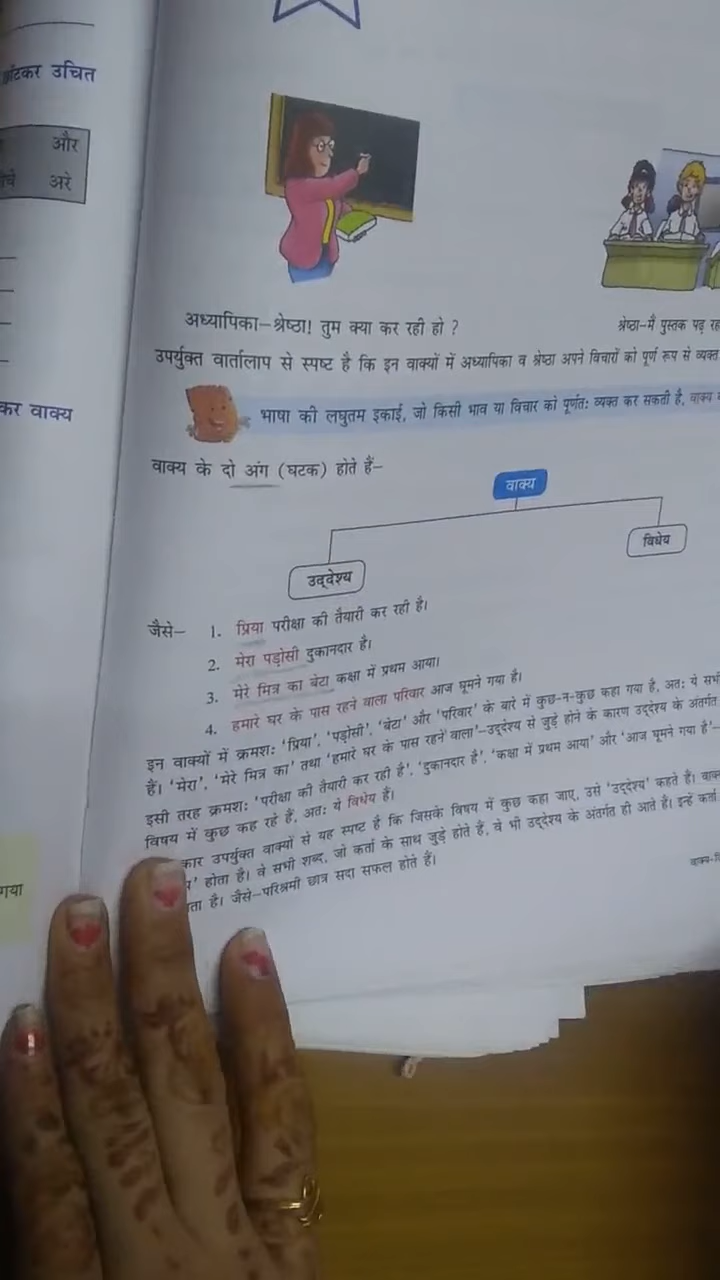 छाँटकर उचित
और
अरे
कर वाक्य
गया
अध्यापिका–श्रेष्ठा! तुम क्या कर रही हो ?
श्रेष्ठा–मैं पुस्तक पढ़
उपर्युक्त वार्तालाप से स्पष्ट है कि इन वाक्यों में अध्यापिका व श्रेष्ठा अपने विचारों को पूर्ण रूप से व्यक्त
भाषा की लघुतम इकाई, जो किसी भाव या विचार को पूर्णतः व्यक्त कर सकती है, वाक्य
वाक्य के दो अंग (घटक) होते हैं–
वाक्य
उद्देश्य
विधेय
जैसे– 1. प्रिया परीक्षा की तैयारी कर रही है।
2. मेरा पड़ोसी दुकानदार है।
3. मेरे मित्र का बेटा कक्षा में प्रथम आया।
4. हमारे घर के पास रहने वाला परिवार आज घूमने गया है।
इन वाक्यों में क्रमशः 'प्रिया', 'पड़ोसी', 'बेटा' और 'परिवार' के बारे में कुछ-न-कुछ कहा गया है, अतः ये सभी
हैं। 'मेरा', 'मेरे मित्र का' तथा 'हमारे घर के पास रहने वाला'–उद्देश्य से जुड़े होने के कारण उद्देश्य के अंतर्गत
इसी तरह क्रमशः 'परीक्षा की तैयारी कर रही है', 'दुकानदार है', 'कक्षा में प्रथम आया' और 'आज घूमने गया है'–
विषय में कुछ कह रहे हैं, अतः ये विधेय हैं।
कार उपर्युक्त वाक्यों से यह स्पष्ट है कि जिसके विषय में कुछ कहा जाए, उसे 'उद्देश्य' कहते हैं।
होता है। वे सभी शब्द, जो कर्ता के साथ जुड़े होते हैं, वे भी उद्देश्य के अंतर्गत ही आते हैं। इन्हें कर्ता
है। जैसे–परिश्रमी छात्र सदा सफल होते हैं।